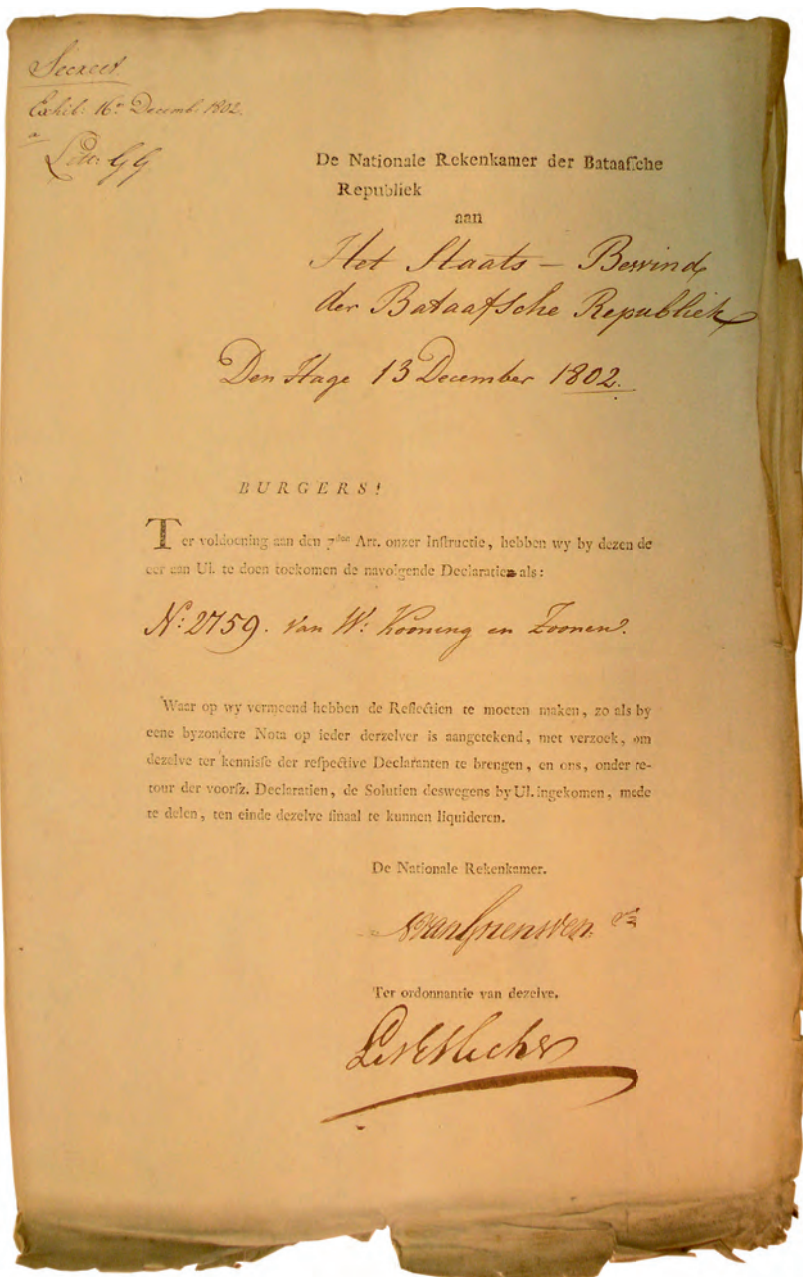 Secreet
Exhib: 16e Decemb. 1802.
a
Litt: GG
De Nationale Rekenkamer der Bataafsche
Republiek
aan
Het Staats - Bewind
der Bataafsche Republiek
Den Hage 13 December 1802.
BURGERS!
Ter voldoening aan den 7den Art. onzer Instructie, hebben wy by dezen de
eer aan Ul. te doen toekomen de navolgende Declaratie als:
N: 2759. van W: Kooning en Zoonen.
Waar op wy vermeend hebben de Reflectien te moeten maken, zo als by
eene byzondere Nota op ieder derzelver is aangetekend, met verzoek, om
dezelve ter kennisse der respective Declaranten te brengen, en ons, onder re-
tour der voorsz. Declaratien, de Solutien deswegens by Ul. ingekomen, mede
te delen, ten einde dezelve finaal te kunnen liquideren.
De Nationale Rekenkamer.
Ter ordonnantie van dezelve.